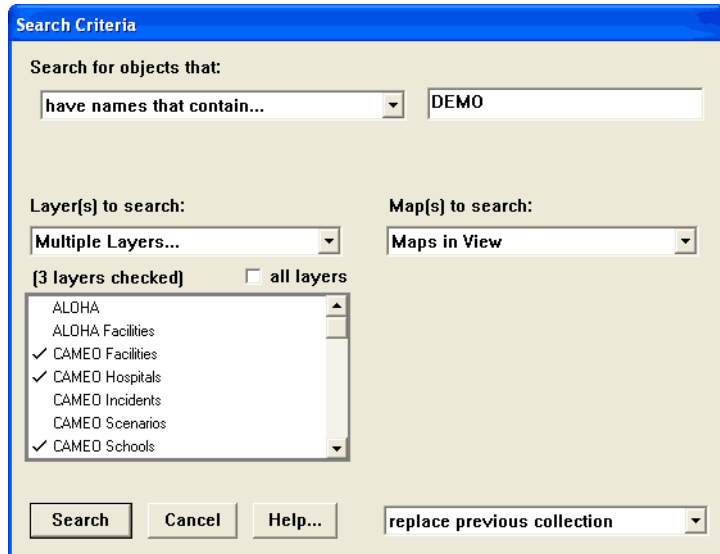 Search Criteria
Search for objects that:
have names that contain...
DEMO
Layer(s) to search:
Map(s) to search:
Multiple Layers...
Maps in View
(3 layers checked)
all layers
ALOHA
ALOHA Facilities
CAMEO Facilities
CAMEO Hospitals
CAMEO Incidents
CAMEO Scenarios
CAMEO Schools
Search
Cancel
Help...
replace previous collection